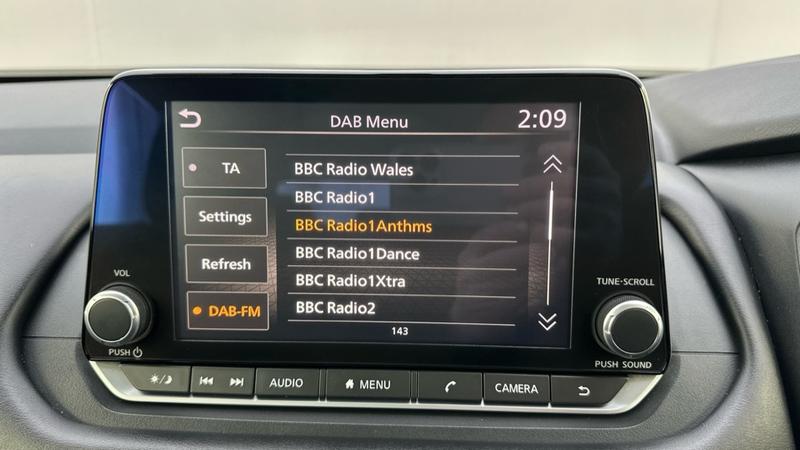 DAB Menu
2:09
TA
Settings
Refresh
DAB-FM
BBC Radio Wales
BBC Radio1
BBC Radio1Anthms
BBC Radio1Dance
BBC Radio1Xtra
BBC Radio2
143
VOL
PUSH
TUNE·SCROLL
PUSH SOUND
AUDIO
MENU
CAMERA